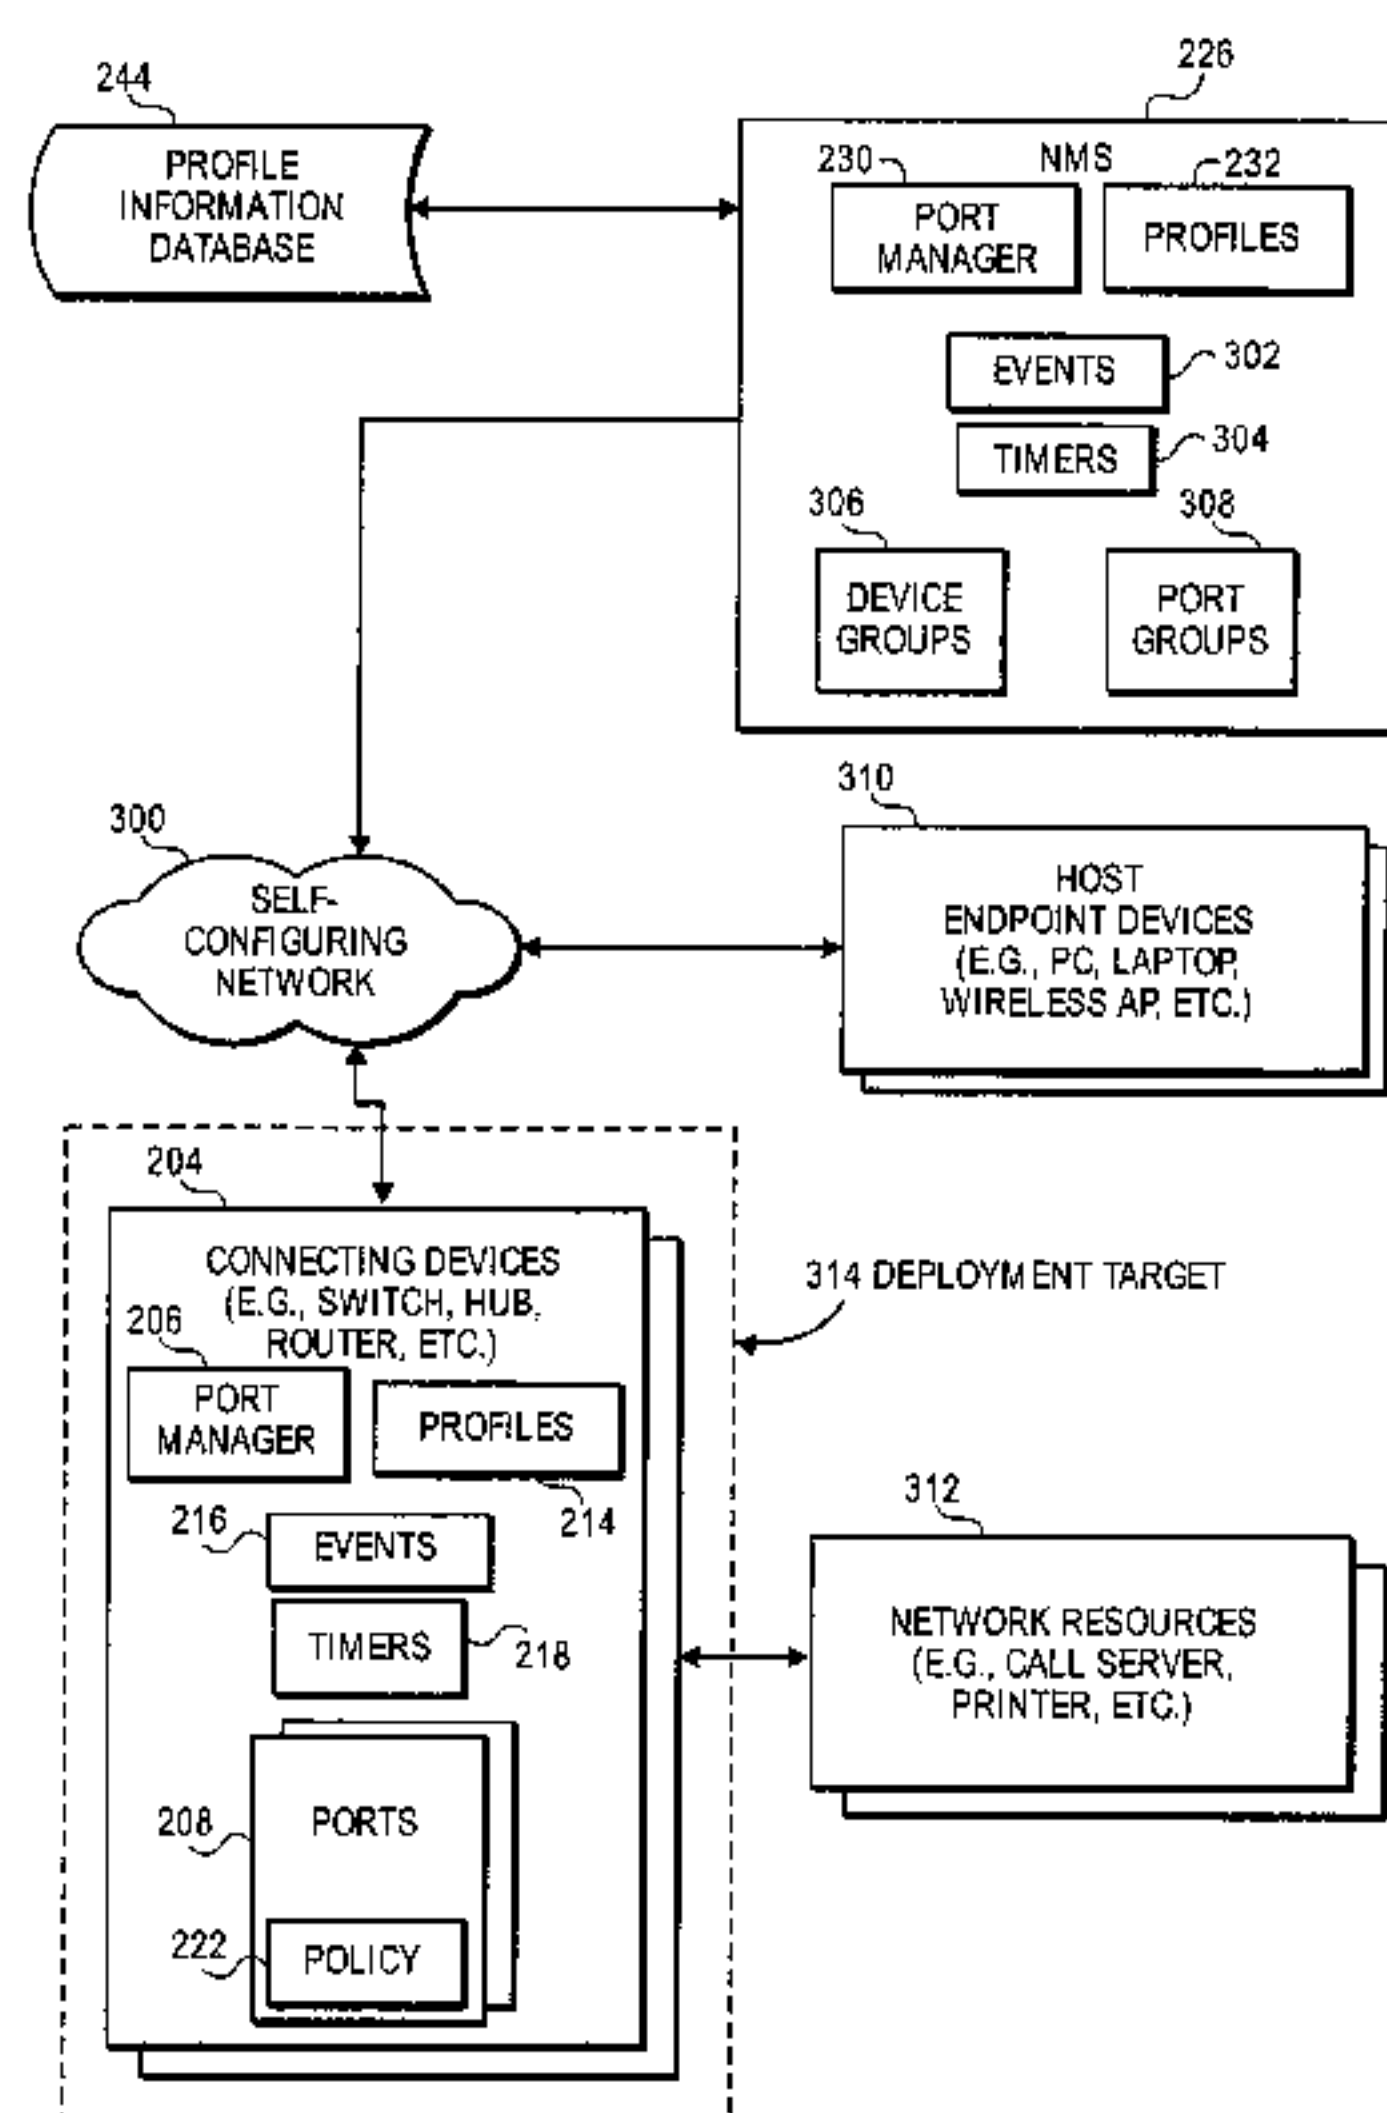 244
PROFILE
INFORMATION
DATABASE
226
NMS
230
232
PORT
MANAGER
PROFILES
EVENTS
302
TIMERS
304
306
308
DEVICE
GROUPS
PORT
GROUPS
300
SELF-
CONFIGURING
NETWORK
310
HOST
ENDPOINT DEVICES
(E.G., PC, LAPTOP,
WIRELESS AP, ETC.)
204
CONNECTING DEVICES
(E.G., SWITCH, HUB,
ROUTER, ETC.)
314 DEPLOYMENT TARGET
206
PORT
MANAGER
PROFILES
214
216
EVENTS
TIMERS
218
312
NETWORK RESOURCES
(E.G., CALL SERVER,
PRINTER, ETC.)
208
PORTS
222
POLICY